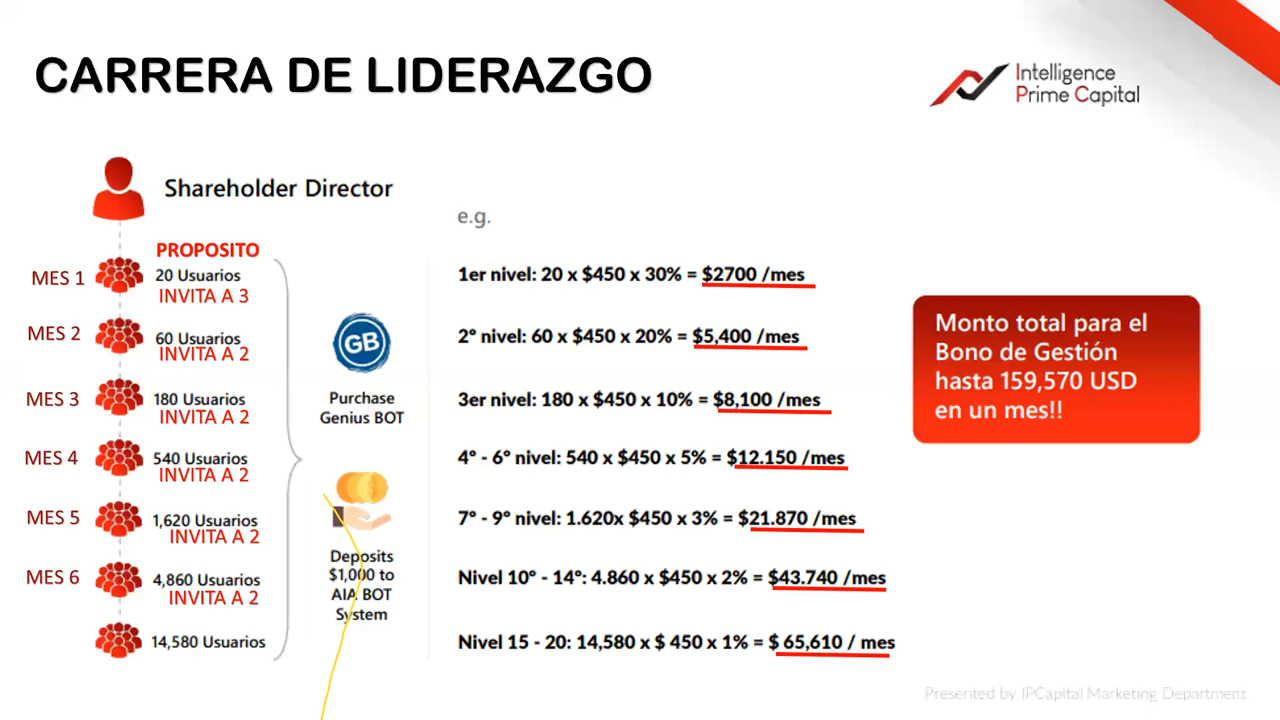 CARRERA DE LIDERAZGO
Intelligence
Prime Capital
Shareholder Director
e.g.
PROPOSITO
MES 1
20 Usuarios
INVITA A 3
1er nivel: 20 x $450 x 30% = $2700 /mes
MES 2
60 Usuarios
INVITA A 2
2º nivel: 60 x $450 x 20% = $5,400 /mes
MES 3
180 Usuarios
INVITA A 2
3er nivel: 180 x $450 x 10% = $8,100 /mes
MES 4
540 Usuarios
INVITA A 2
4º - 6º nivel: 540 x $450 x 5% = $12.150 /mes
MES 5
1,620 Usuarios
INVITA A 2
7º - 9º nivel: 1.620x $450 x 3% = $21.870 /mes
MES 6
4,860 Usuarios
INVITA A 2
Nivel 10º - 14º: 4.860 x $450 x 2% = $43.740 /mes
14,580 Usuarios
Nivel 15 - 20: 14,580 x $ 450 x 1% = $ 65,610 / mes
GB
Purchase
Genius BOT
Deposits
$1,000 to
AIA BOT
System
Monto total para el
Bono de Gestión
hasta 159,570 USD
en un mes!!
Presented by IPCapital Marketing Department